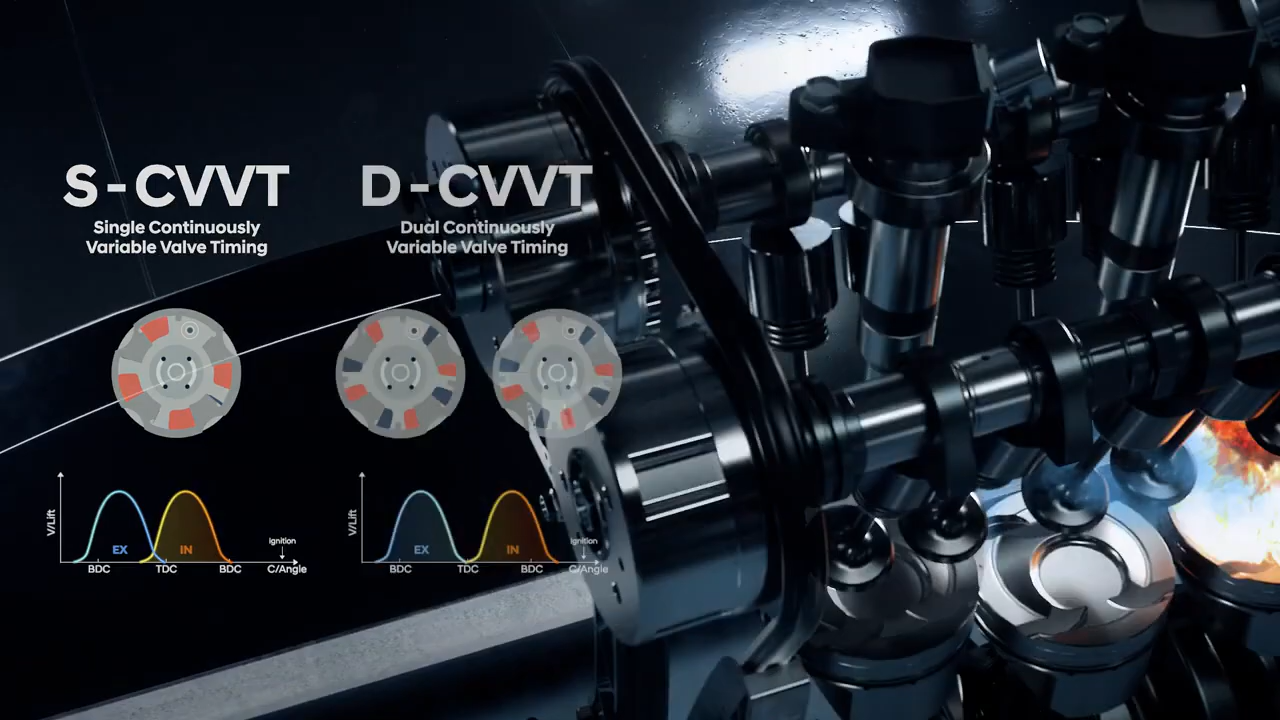 S-CVVT
Single Continuously
Variable Valve Timing
D-CVVT
Dual Continuously
Variable Valve Timing
V/Lift
EX
IN
Ignition
BDC
TDC
BDC
C/Angle
V/Lift
EX
IN
Ignition
BDC
TDC
BDC
C/Angle